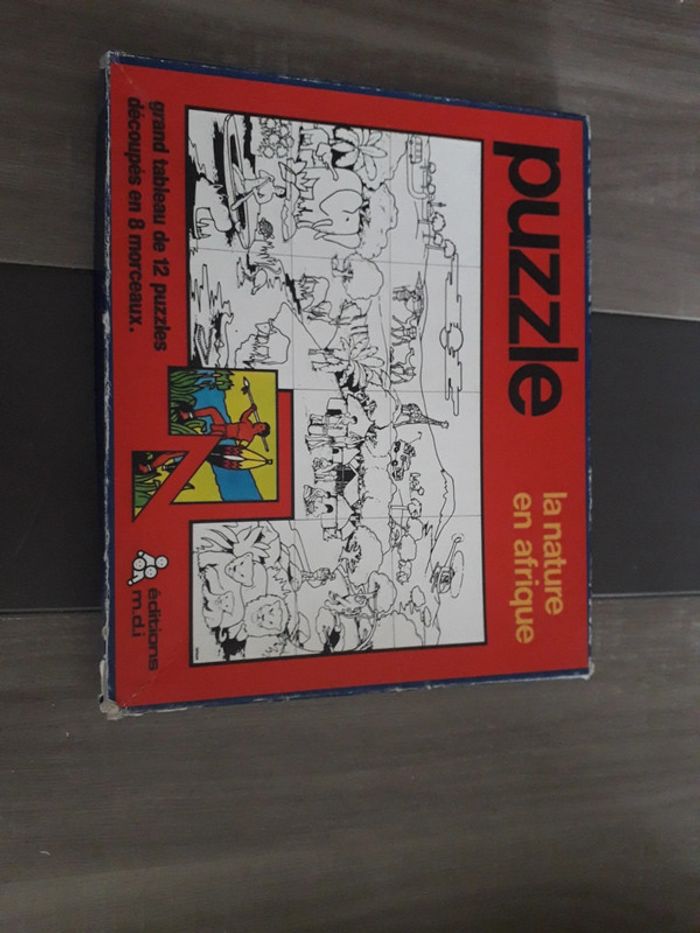 puzzle
la nature
en afrique
grand tableau de 12 puzzles
découpés en 8 morceaux.
éditions
m.d.i